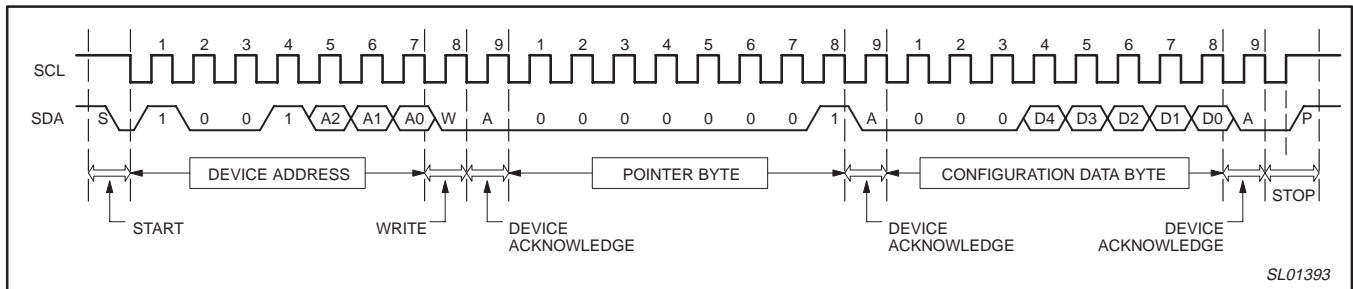 1 2 3 4 5 6 7 8 9 1 2 3 4 5 6 7 8 9 1 2 3 4 5 6 7 8 9
SCL
SDA S 1 0 0 1 A2 A1 A0 W A 0 0 0 0 0 0 0 1 A 0 0 0 D4 D3 D2 D1 D0 A P
DEVICE ADDRESS POINTER BYTE CONFIGURATION DATA BYTE
STOP
START WRITE DEVICE ACKNOWLEDGE DEVICE ACKNOWLEDGE DEVICE ACKNOWLEDGE
SL01393